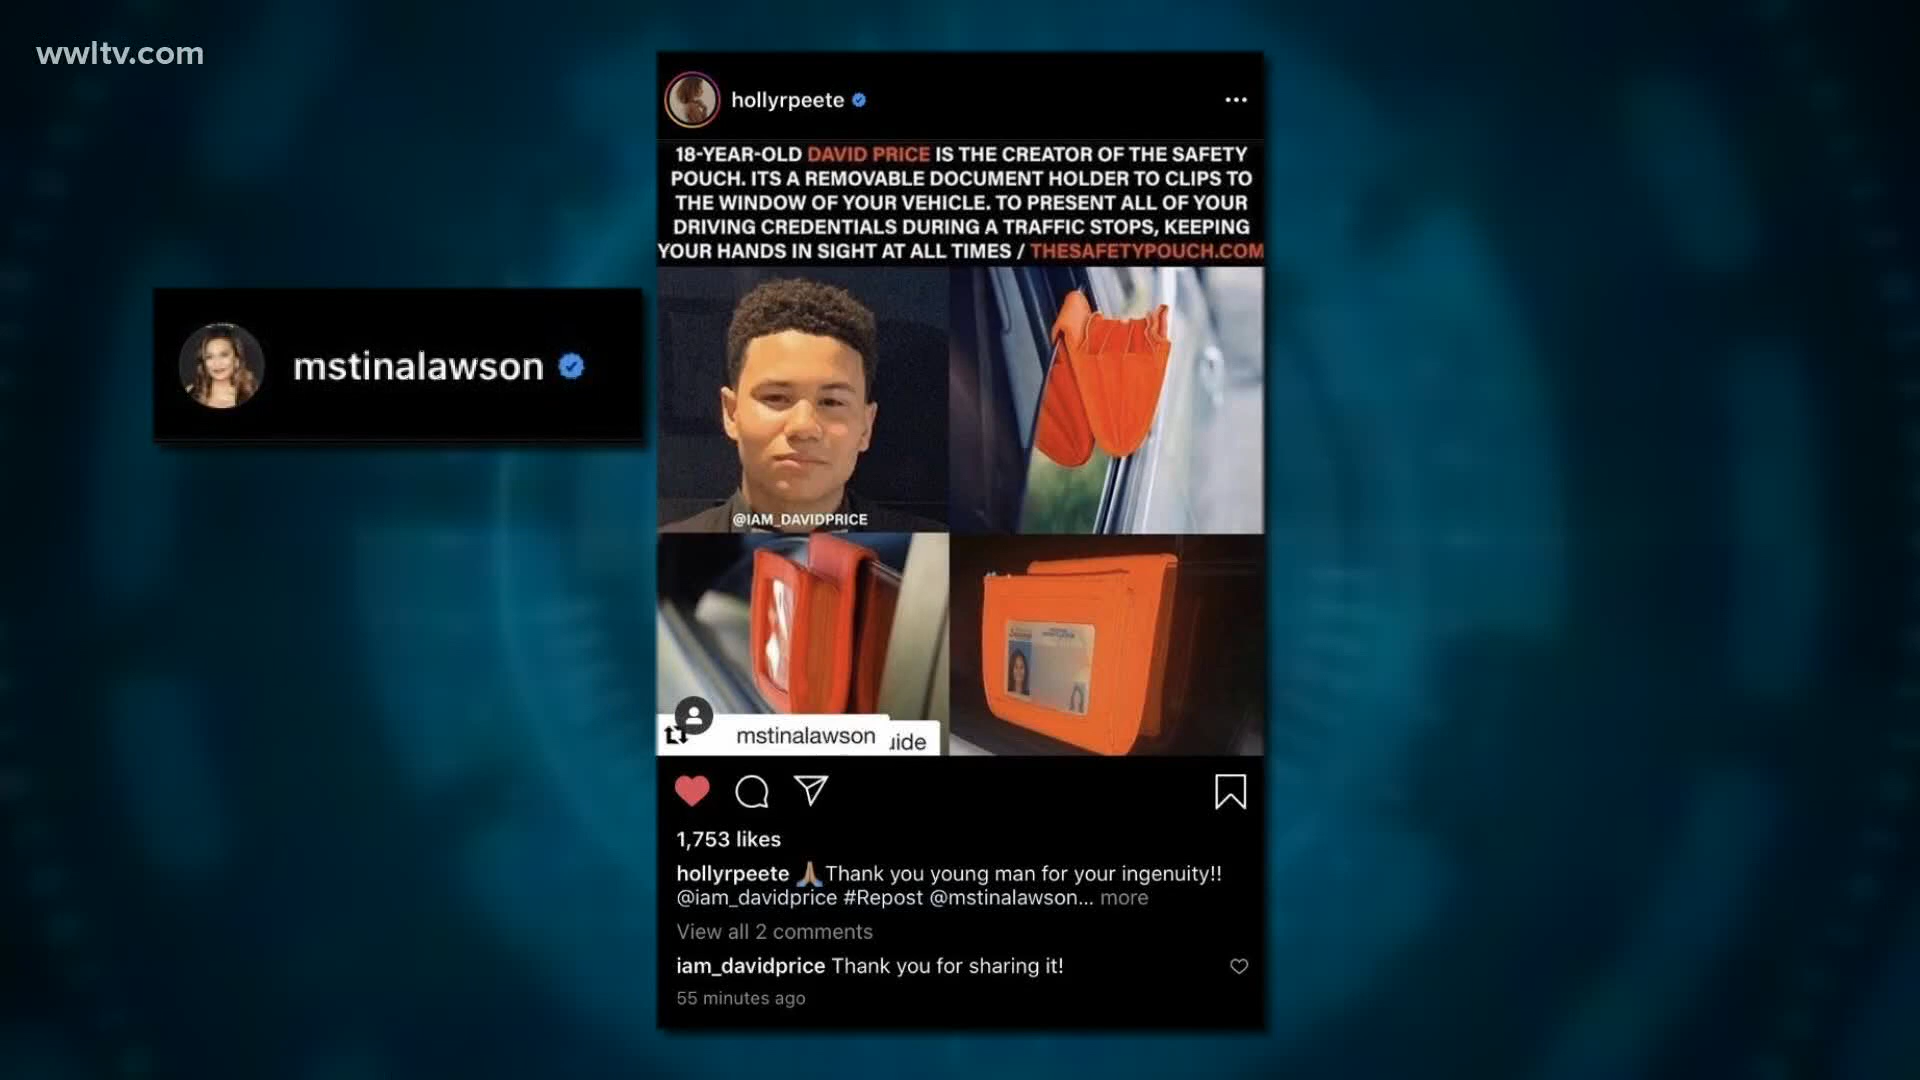 wwltv.com
mstinalawson
hollyrpeete
18-YEAR-OLD DAVID PRICE IS THE CREATOR OF THE SAFETY
POUCH. ITS A REMOVABLE DOCUMENT HOLDER TO CLIPS TO
THE WINDOW OF YOUR VEHICLE. TO PRESENT ALL OF YOUR
DRIVING CREDENTIALS DURING A TRAFFIC STOPS, KEEPING
YOUR HANDS IN SIGHT AT ALL TIMES / THESAFETYPOUCH.COM
@IAM_DAVIDPRICE
mstinalawson
1,753 likes
hollyrpeete 🙏🏽Thank you young man for your ingenuity!!
@iam_davidprice #Repost @mstinalawson... more
View all 2 comments
iam_davidprice Thank you for sharing it!
55 minutes ago